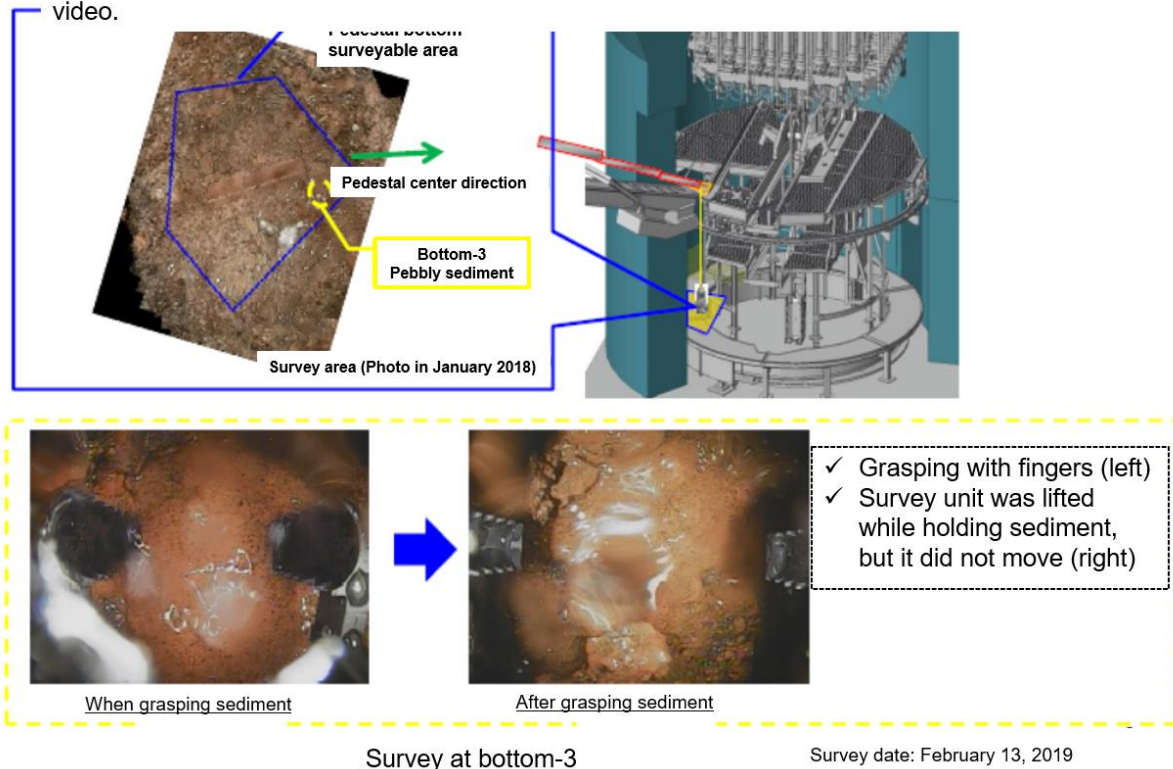 video.
Pedestal bottom
surveyable area
Pedestal center direction
Bottom-3
Pebbly sediment
Survey area (Photo in January 2018)
✓ Grasping with fingers (left)
✓ Survey unit was lifted
while holding sediment,
but it did not move (right)
When grasping sediment
After grasping sediment
Survey at bottom-3
Survey date: February 13, 2019